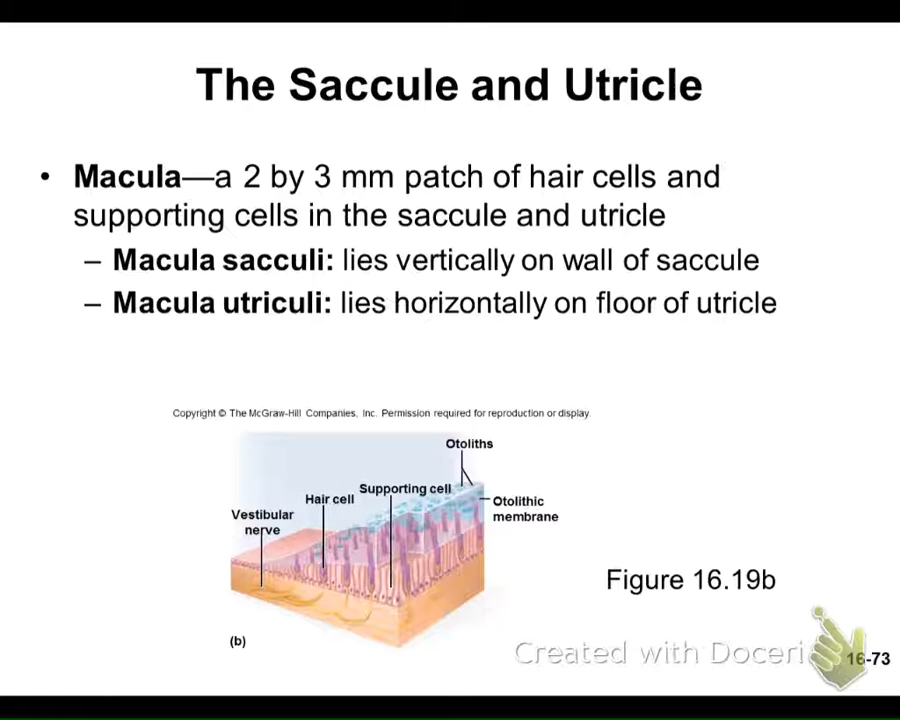 The Saccule and Utricle
• Macula—a 2 by 3 mm patch of hair cells and
supporting cells in the saccule and utricle
– Macula sacculi: lies vertically on wall of saccule
– Macula utriculi: lies horizontally on floor of utricle
Copyright © The McGraw-Hill Companies, Inc. Permission required for reproduction or display.
Otoliths
Supporting cell
Hair cell
Otolithic
membrane
Vestibular
nerve
Figure 16.19b
(b)
Created with Doceri
16-73